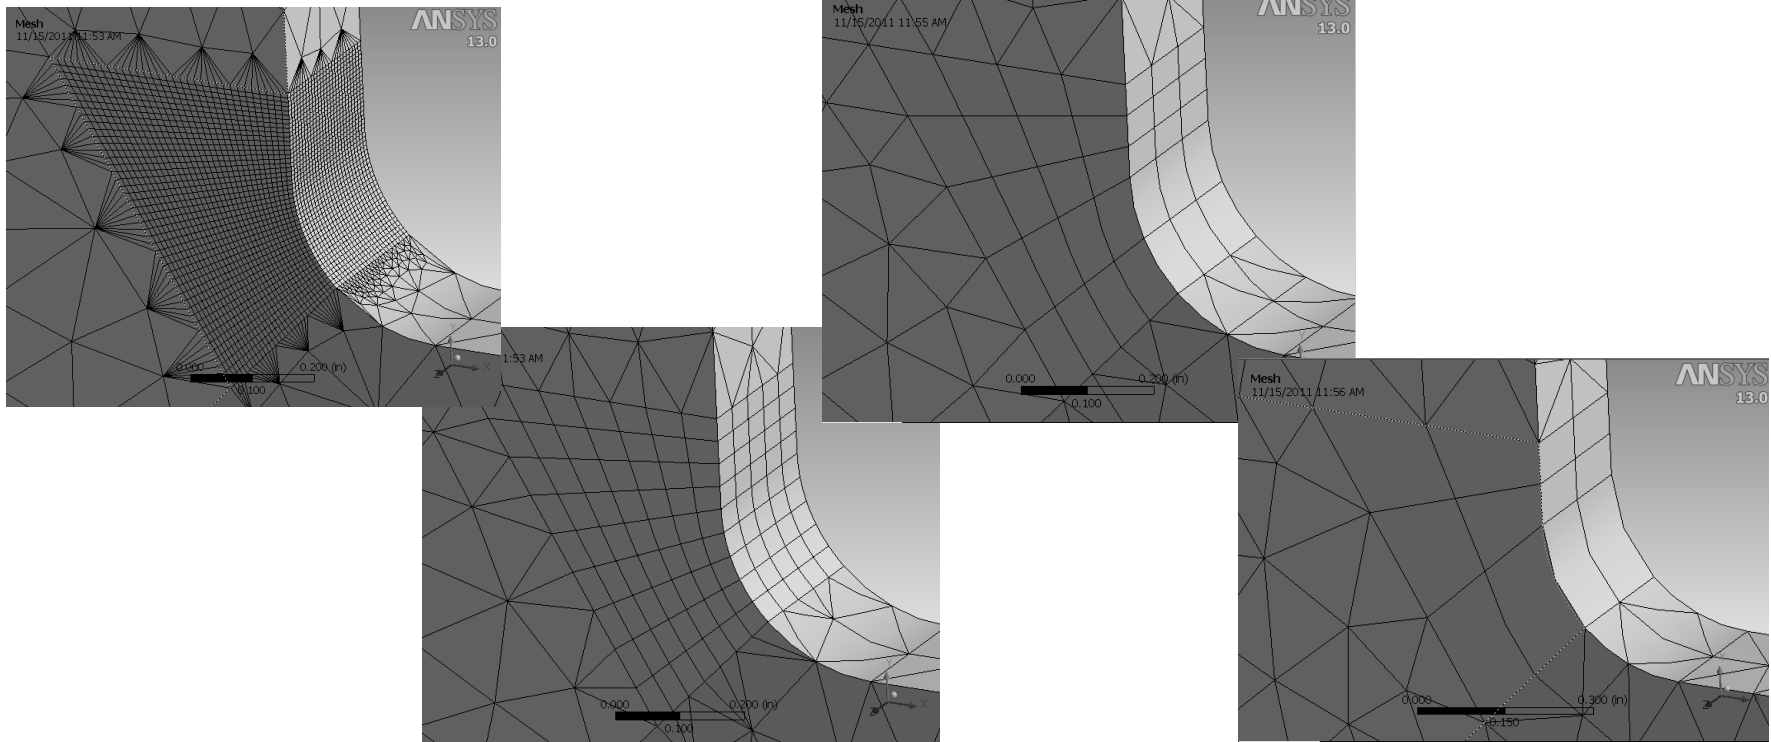 Mesh
11/15/2011 11:53 AM
ANSYS
13.0
0.000
0.200 (in)
0.100
Y
X
Z
Mesh
11/15/2011 11:55 AM
ANSYS
13.0
0.000
0.200 (in)
0.100
Y
1:53 AM
0.000
0.200 (in)
0.100
Y
X
Z
Mesh
11/15/2011 11:56 AM
ANSYS
13.0
0.000
0.300 (in)
0.150
Y
X
Z